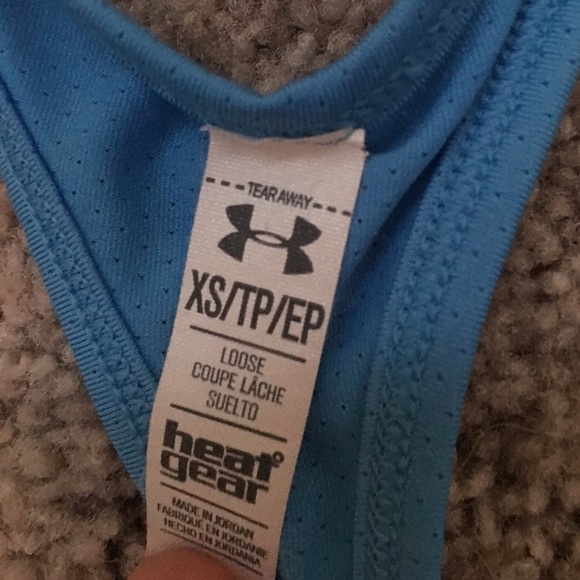 TEAR AWAY
XS/TP/EP
LOOSE
COUPE LÂCHE
SUELTO
heat
gear
MADE IN JORDAN
FABRIQUÉ EN JORDANIE
HECHO EN JORDANIA